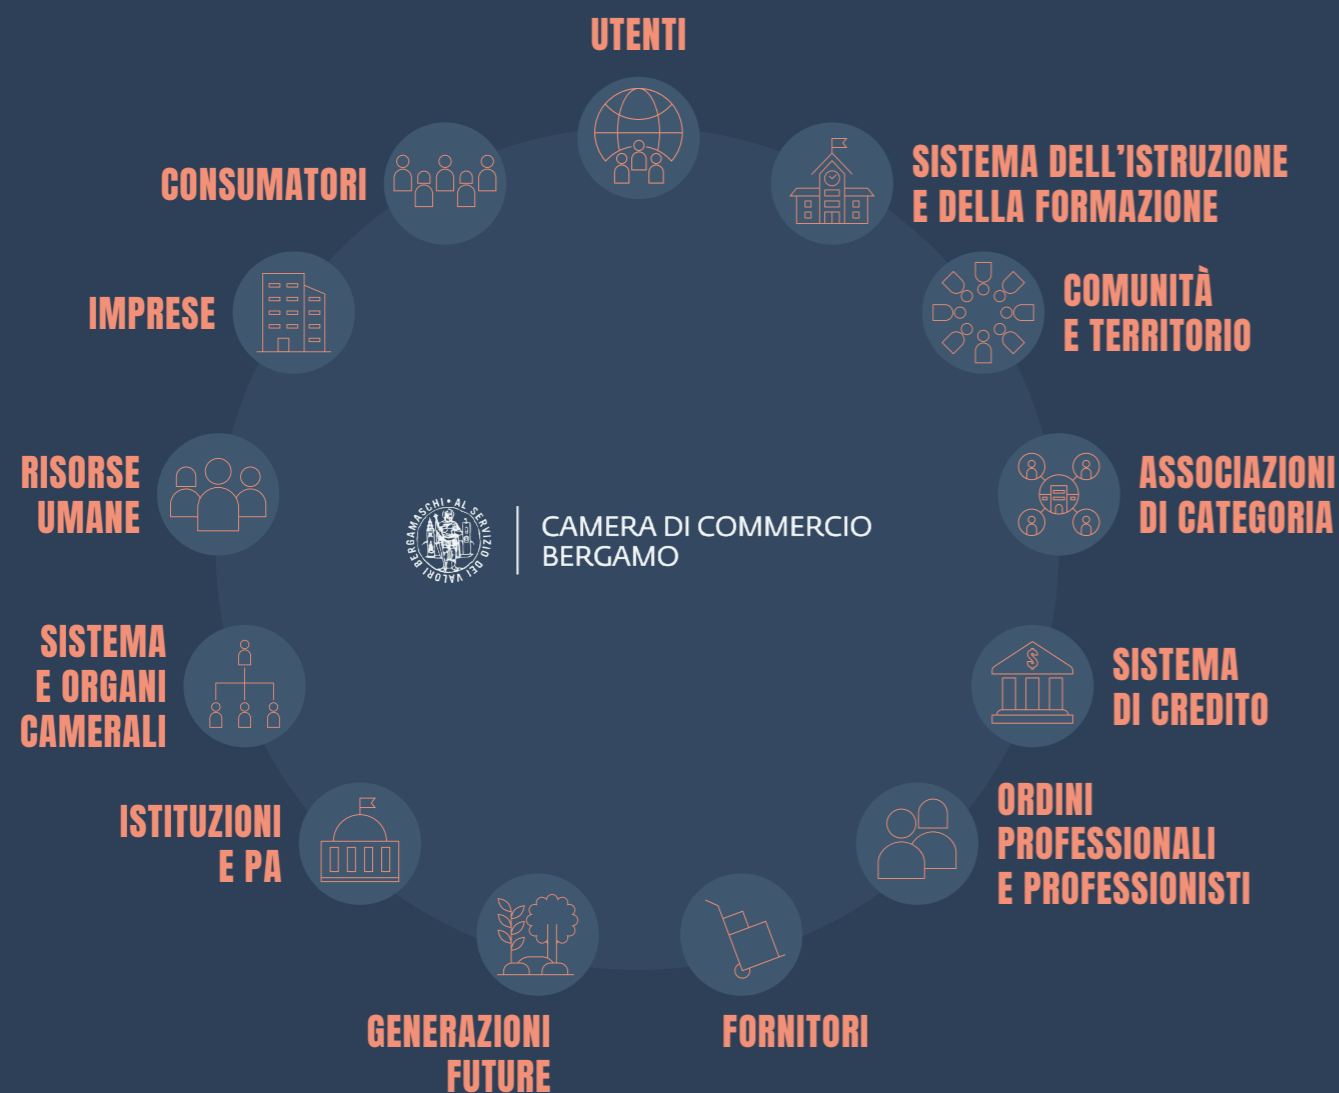 UTENTI
SISTEMA DELL'ISTRUZIONE
E DELLA FORMAZIONE
COMUNITÀ
E TERRITORIO
ASSOCIAZIONI
DI CATEGORIA
SISTEMA
DI CREDITO
ORDINI
PROFESSIONALI
E PROFESSIONISTI
FORNITORI
GENERAZIONI
FUTURE
ISTITUZIONI
E PA
SISTEMA
E ORGANI
CAMERALI
RISORSE
UMANE
IMPRESE
CONSUMATORI
AL SERVIZIO DEI VALORI BERGAMASCHI •
CAMERA DI COMMERCIO
BERGAMO
$